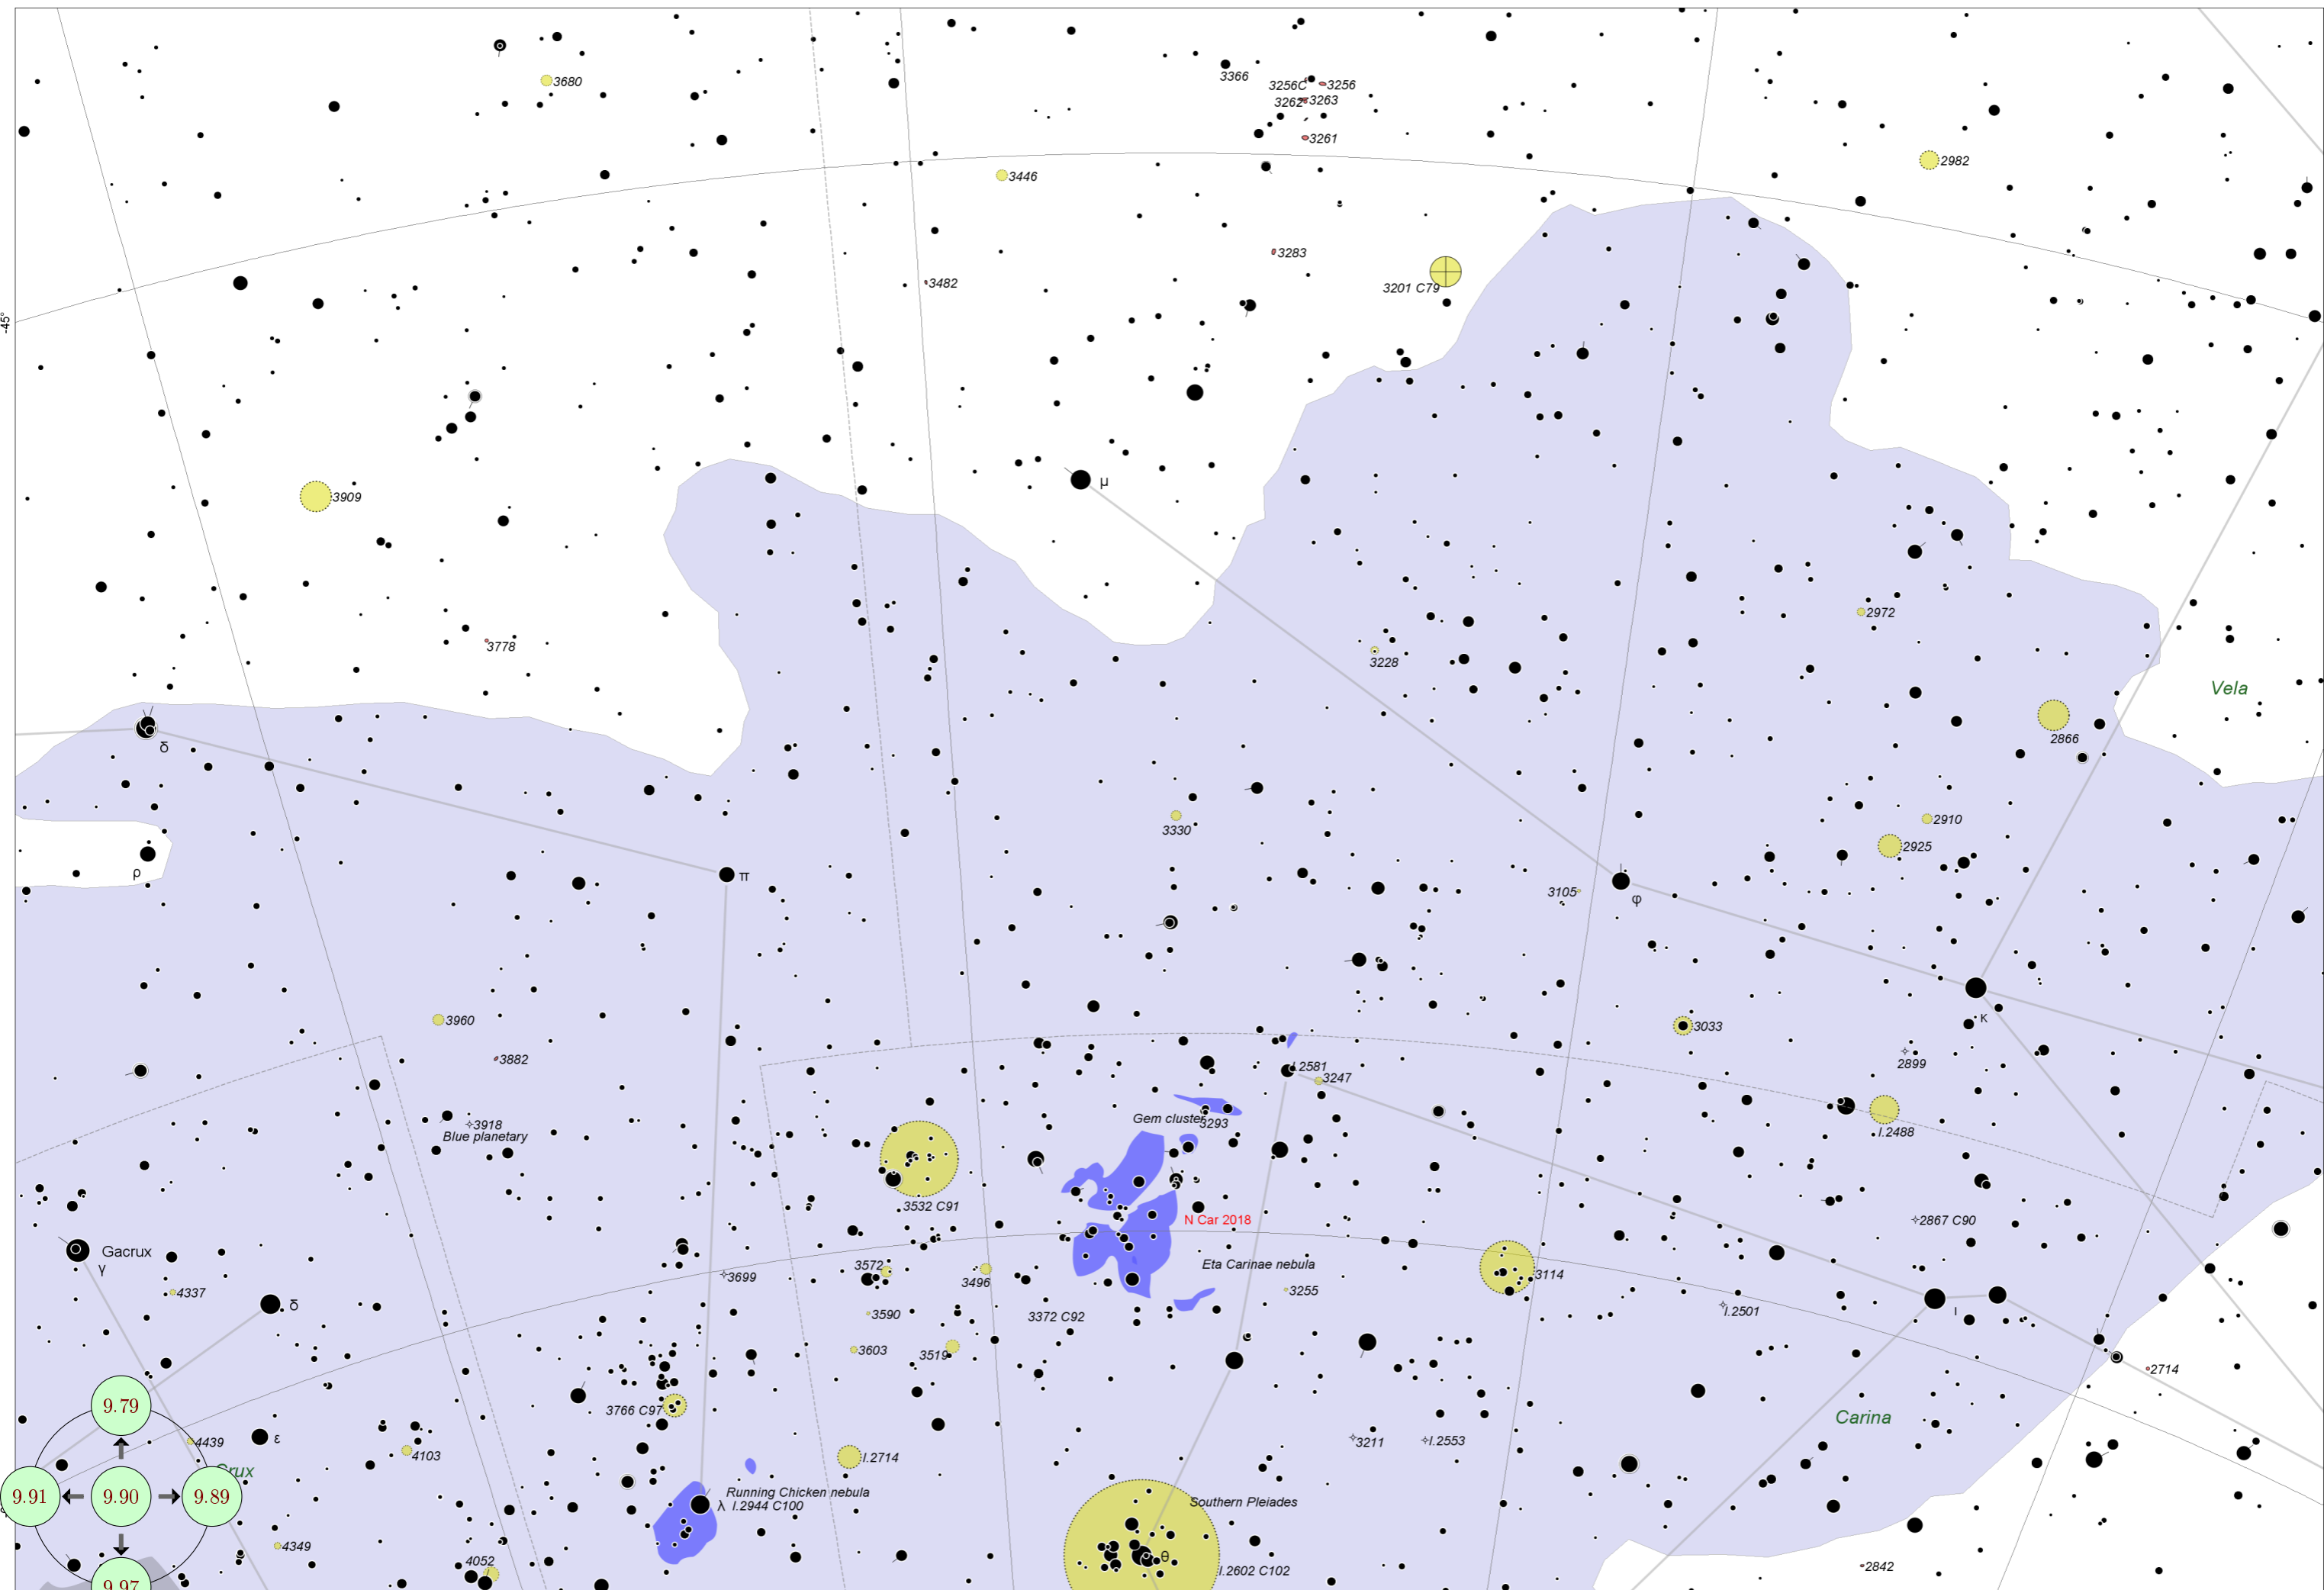 3680
3366
3256C
3256
3262
3263
3261
2982
3446
3283
3482
3201 C79
-45°
μ
3909
2972
3778
3228
Vela
2866
δ
3330
2910
2925
ρ
π
3105
φ
3960
3033
κ
3882
2899
I.2581
3247
Gem cluster
3293
3918
Blue planetary
I.2488
3532 C91
N Car 2018
2867 C90
Gacrux
γ
Eta Carinae nebula
3572
3496
3699
3114
4337
δ
3255
3590
3372 C92
I.2501
ι
3603
3519
2714
9.79
3766 C97
Carina
4439
ε
4103
3211
I.2553
I.2714
Crux
9.91
9.90
9.89
Running Chicken nebula
λ I.2944 C100
Southern Pleiades
4349
4052
θ
I.2602 C102
2842
9.97